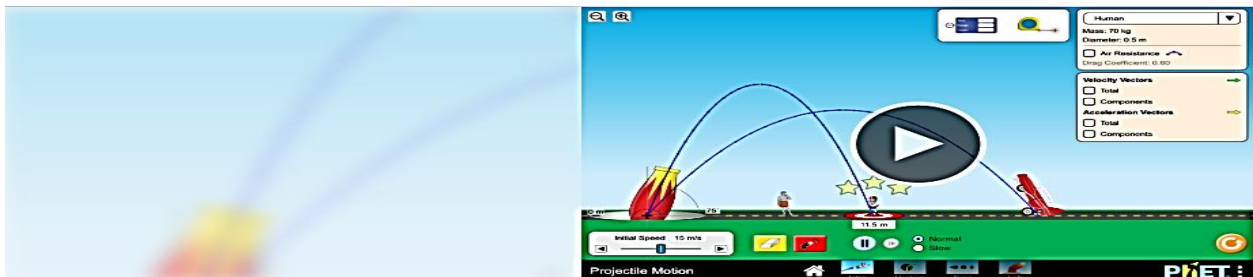 Human
Mass: 70 kg
Diameter: 0.5 m
Air Resistance
Drag Coefficient: 0.60
Velocity Vectors
Total
Components
Acceleration Vectors
Total
Components
0 m
75°
11.5 m
Initial Speed 15 m/s
Normal
Slow
Projectile Motion
PhET